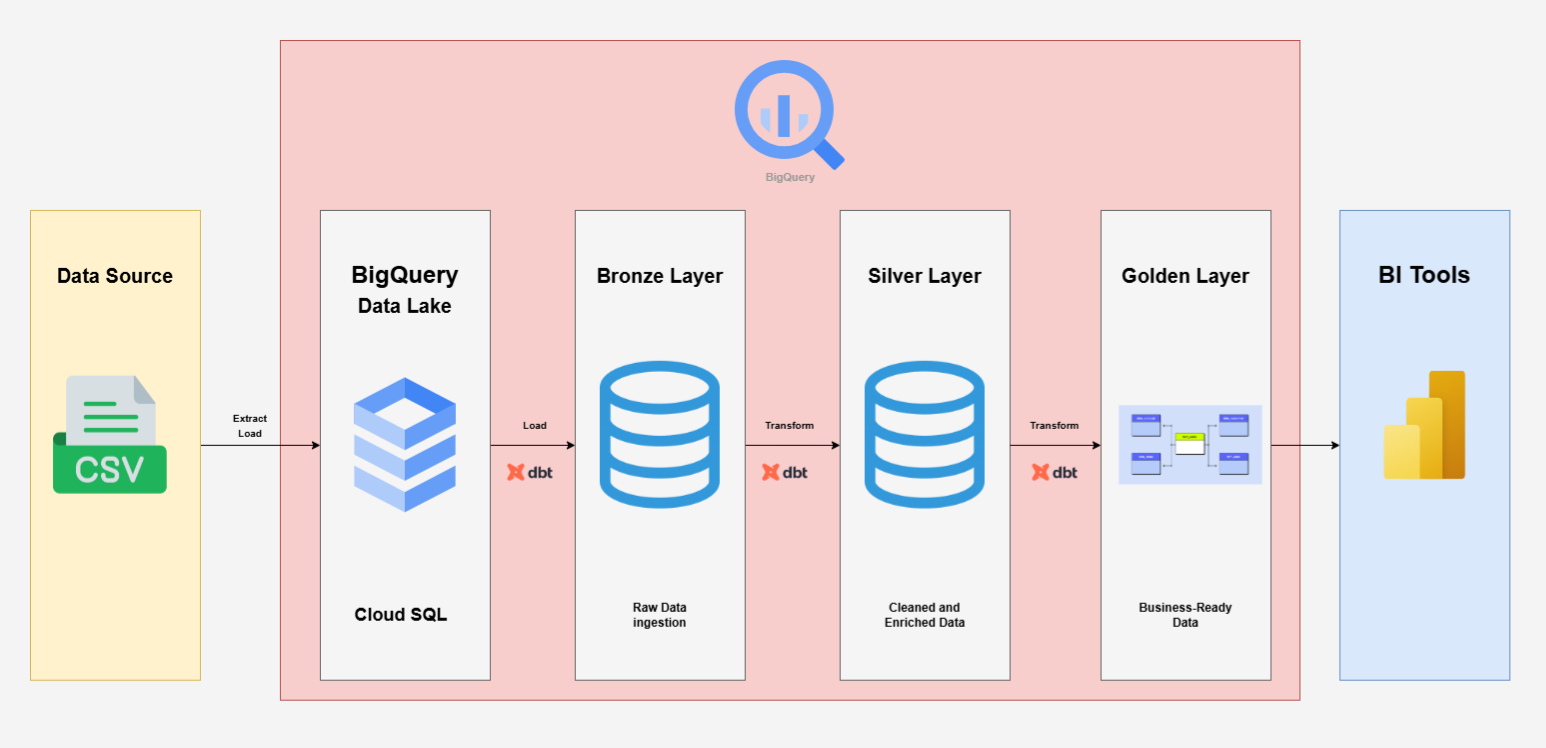 BigQuery
Data Source
CSV
Extract
Load
BigQuery
Data Lake
Cloud SQL
Load
dbt
Bronze Layer
Raw Data
ingestion
Transform
dbt
Silver Layer
Cleaned and
Enriched Data
Transform
dbt
Golden Layer
Business-Ready
Data
BI Tools